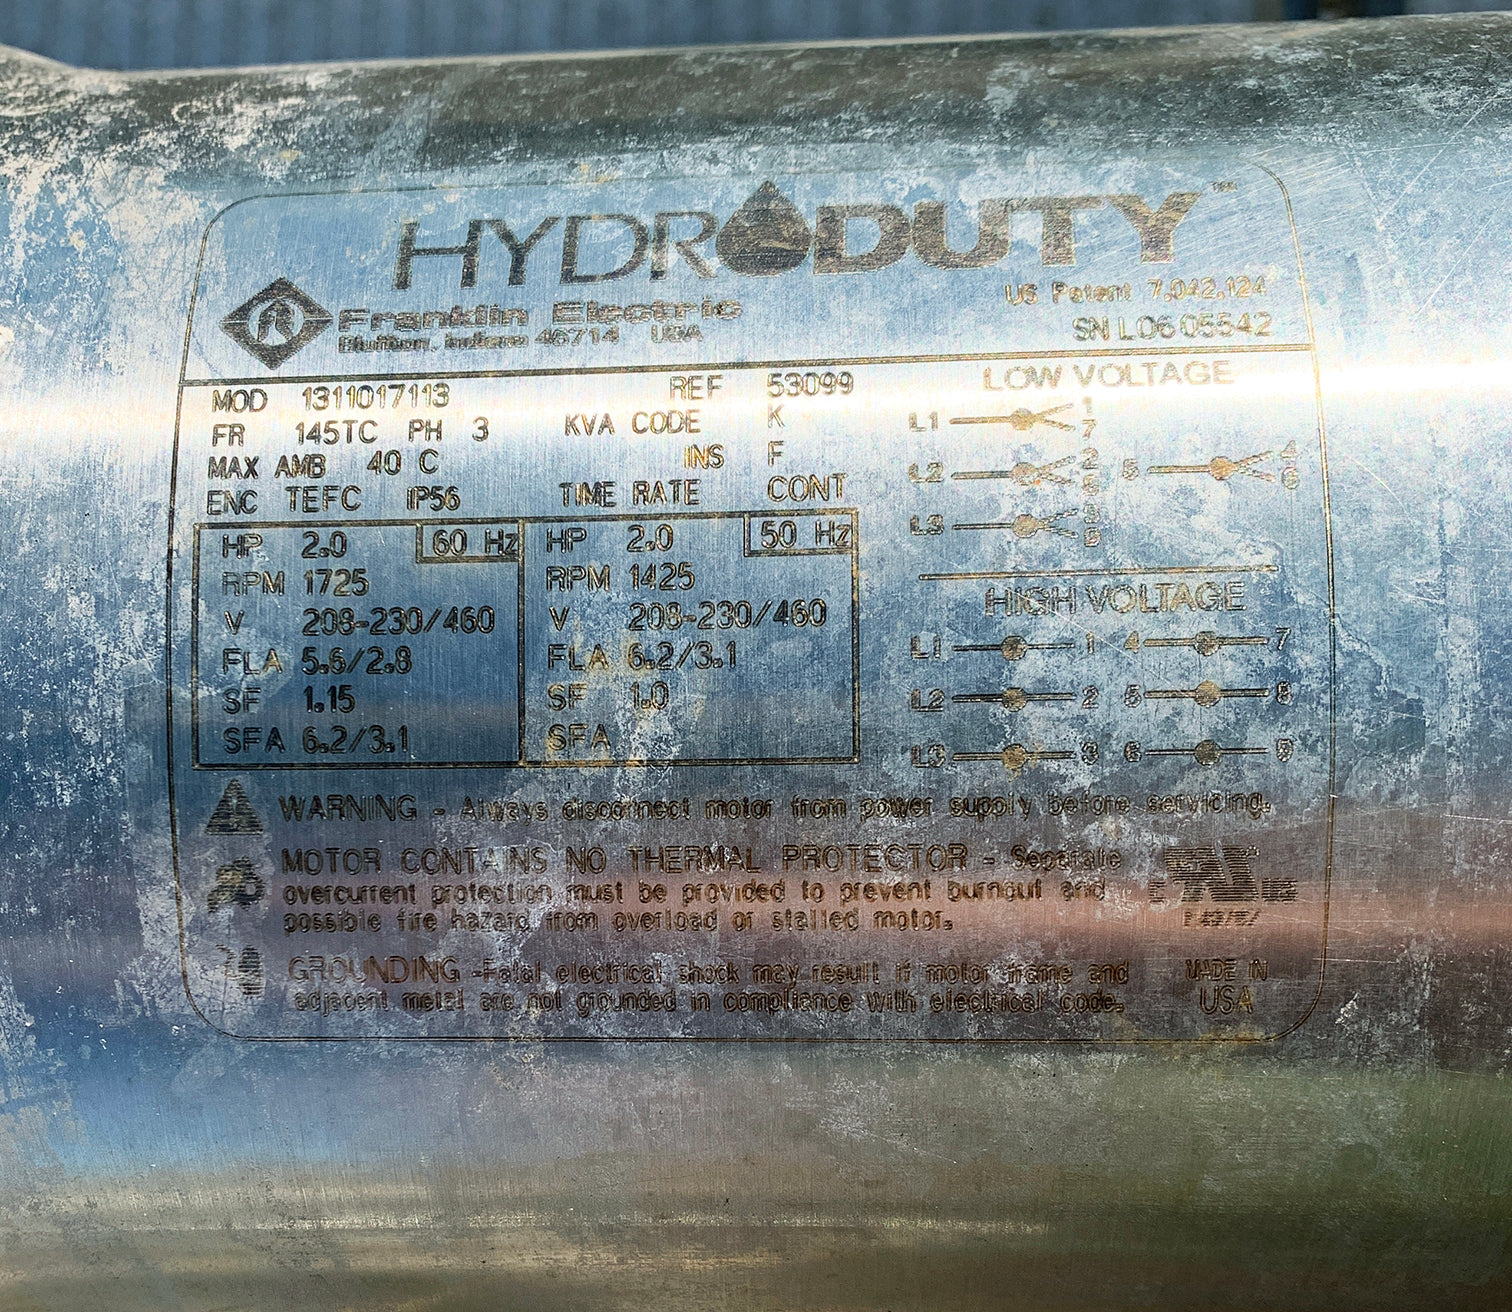 HYDRODUTY™
Franklin Electric
Bluffton, Indiana 46714 USA
US Patent 7,042,124
SN L06 05542
MOD 1311017113 REF 53099
FR 145TC PH 3 KVA CODE K
MAX AMB 40 C INS F
ENC TEFC IP56 TIME RATE CONT
HP 2.0 60 Hz
RPM 1725
V 208-230/460
FLA 5.6/2.8
SF 1.15
SFA 6.2/3.1
HP 2.0 50 Hz
RPM 1425
V 208-230/460
FLA 6.2/3.1
SF 1.0
SFA
LOW VOLTAGE
L1 1
7
L2 2 5 4
L3
HIGH VOLTAGE
L1 1 4 7
L2 2 5 8
L3 3 6 9
WARNING - Always disconnect motor from power supply before servicing.
MOTOR CONTAINS NO THERMAL PROTECTOR - Separate
overcurrent protection must be provided to prevent burnout and
possible fire hazard from overload or stalled motor.
GROUNDING -Fatal electrical shock may result if motor frame and
adjacent metal are not grounded in compliance with electrical code.
MADE IN
USA